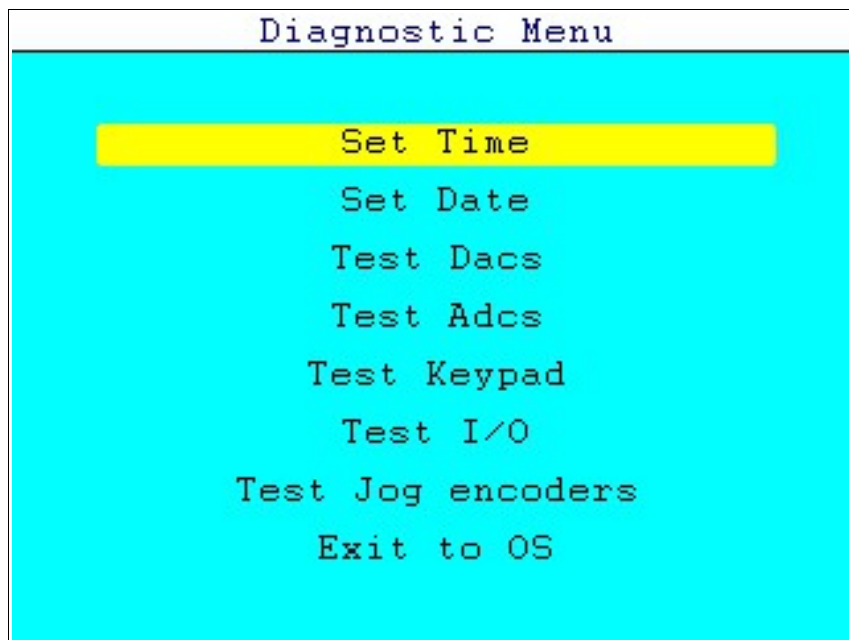 Diagnostic Menu
Set Time
Set Date
Test Dacs
Test Adcs
Test Keypad
Test I/O
Test Jog encoders
Exit to OS